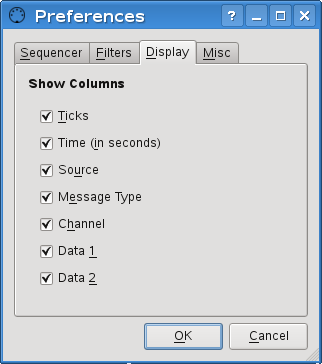 Preferences
Sequencer Filters Display Misc
Show Columns
Ticks
Time (in seconds)
Source
Message Type
Channel
Data 1
Data 2
OK Cancel